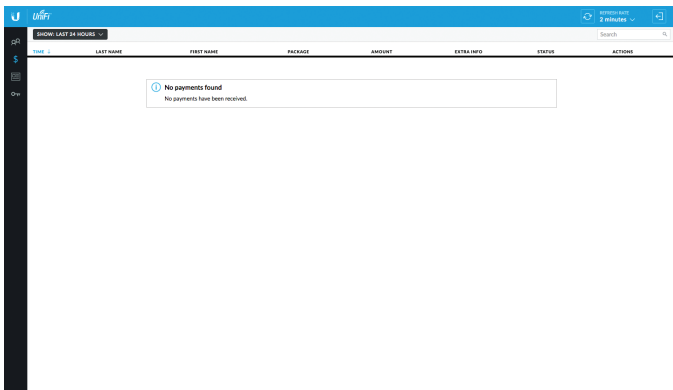 U UniFi
REFRESH RATE
2 minutes
SHOW: LAST 24 HOURS
Search
TIME ↓ LAST NAME FIRST NAME PACKAGE AMOUNT EXTRA INFO STATUS ACTIONS
$
i No payments found
No payments have been received.